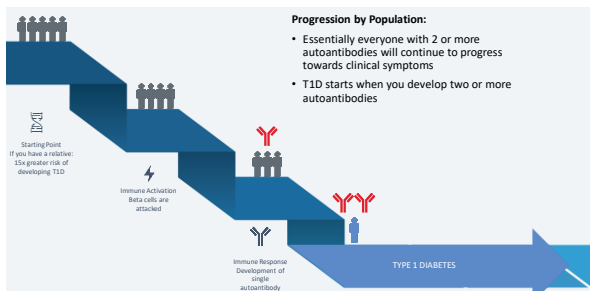 Progression by Population:
• Essentially everyone with 2 or more
autoantibodies will continue to progress
towards clinical symptoms
• T1D starts when you develop two or more
autoantibodies
Starting Point
If you have a relative:
15x greater risk of
developing T1D
Immune Activation
Beta cells are
attacked
Immune Response
Development of
single
autoantibody
TYPE 1 DIABETES